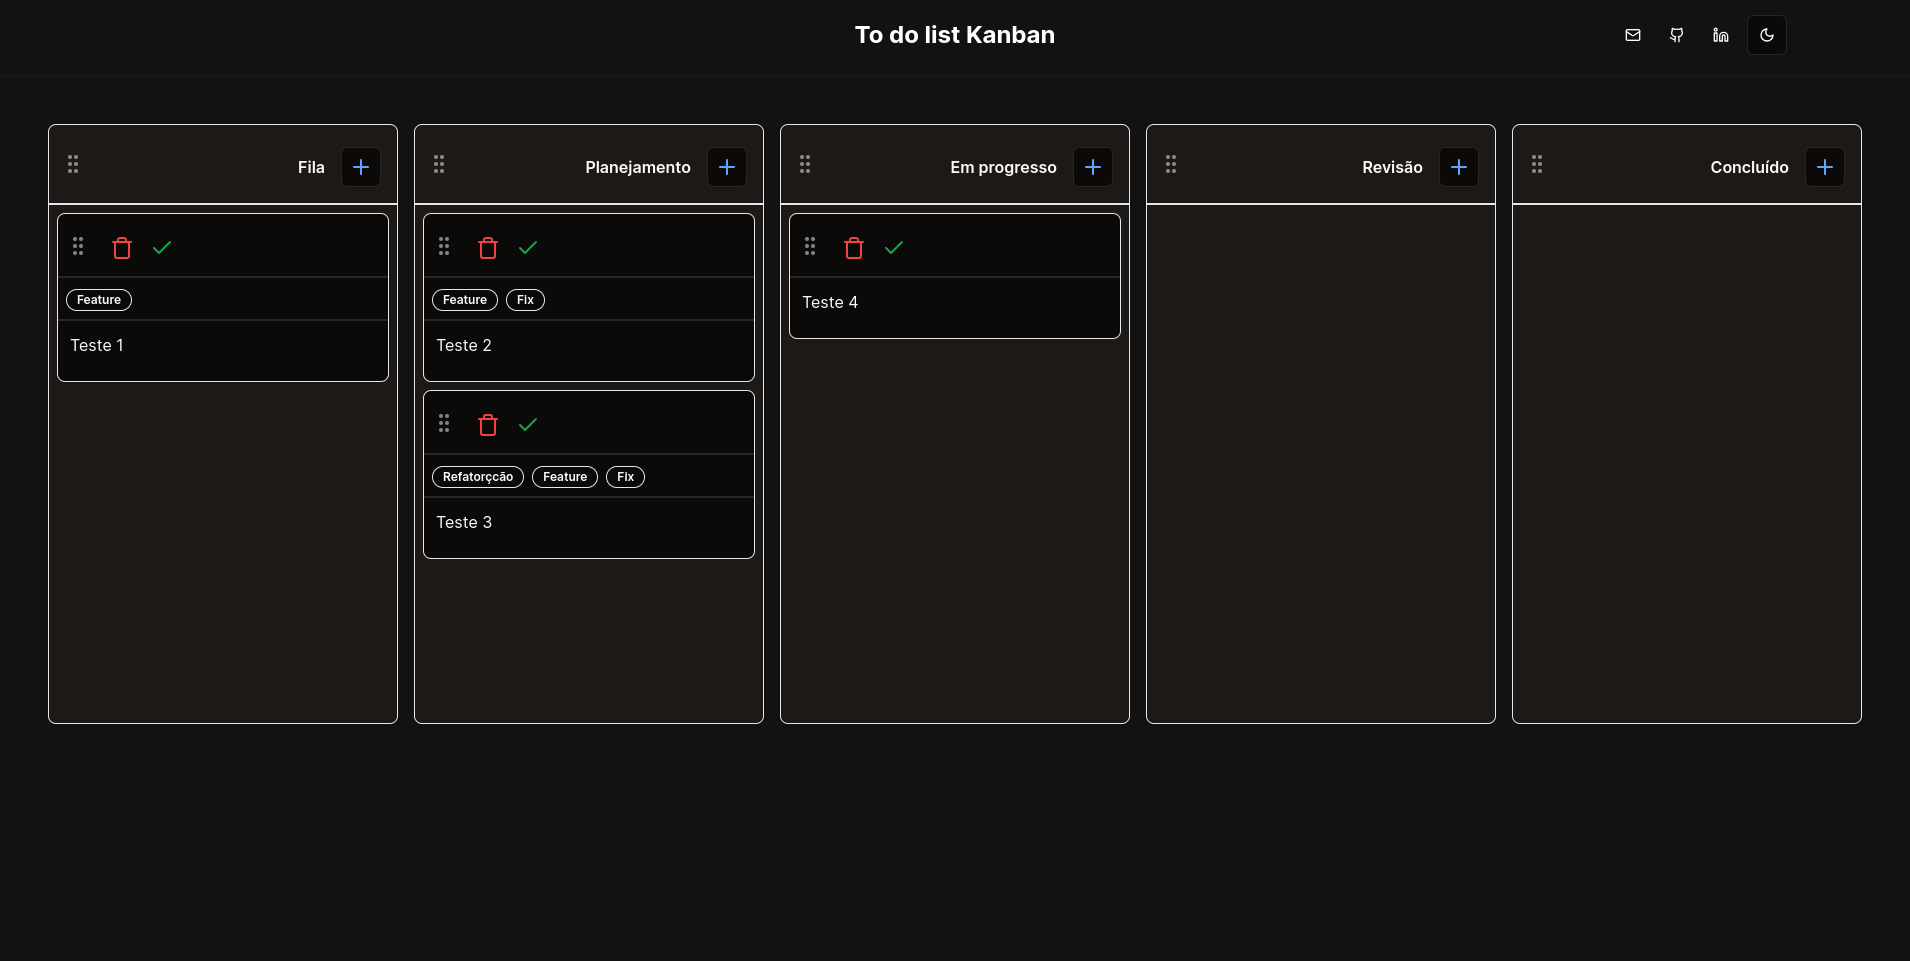 To do list Kanban
Fila
Feature
Teste 1
Planejamento
Feature
Fix
Teste 2
Refatorçcão
Feature
Fix
Teste 3
Em progresso
Teste 4
Revisão
Concluído